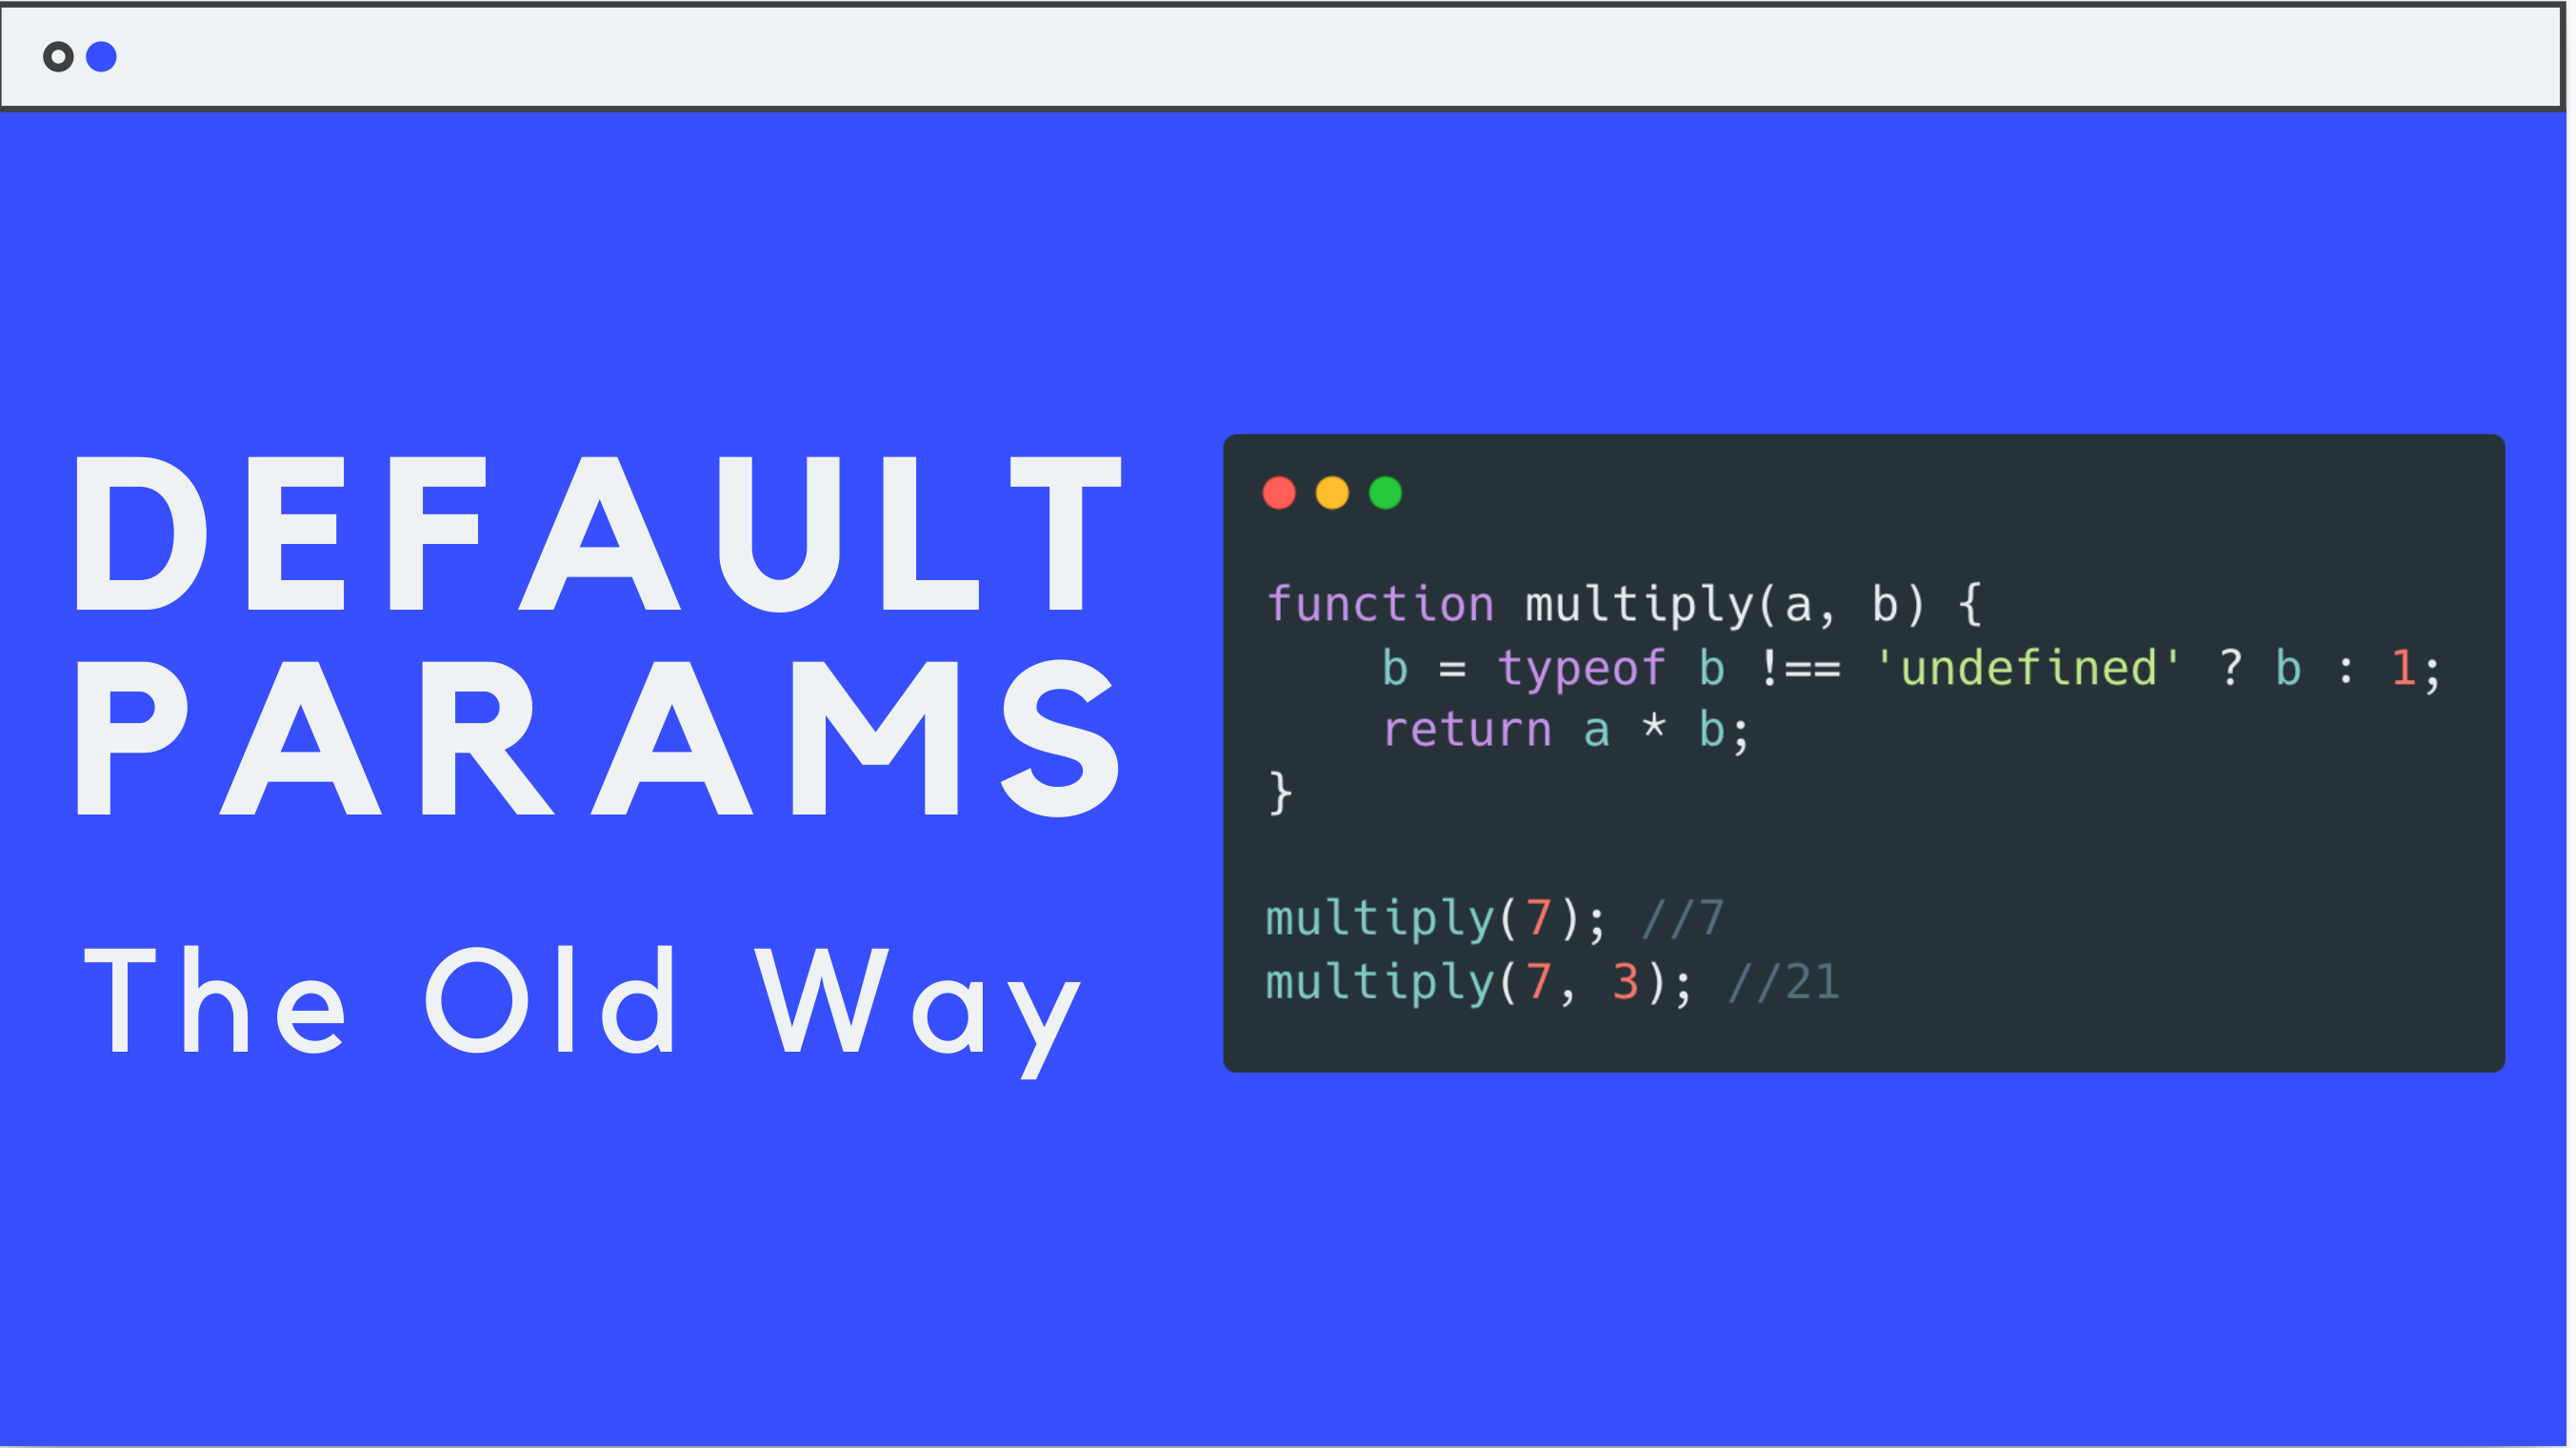 DEFAULT
PARAMS
The Old Way
function multiply(a, b) {
    b = typeof b !== 'undefined' ? b : 1;
    return a * b;
}
multiply(7); //7
multiply(7, 3); //21